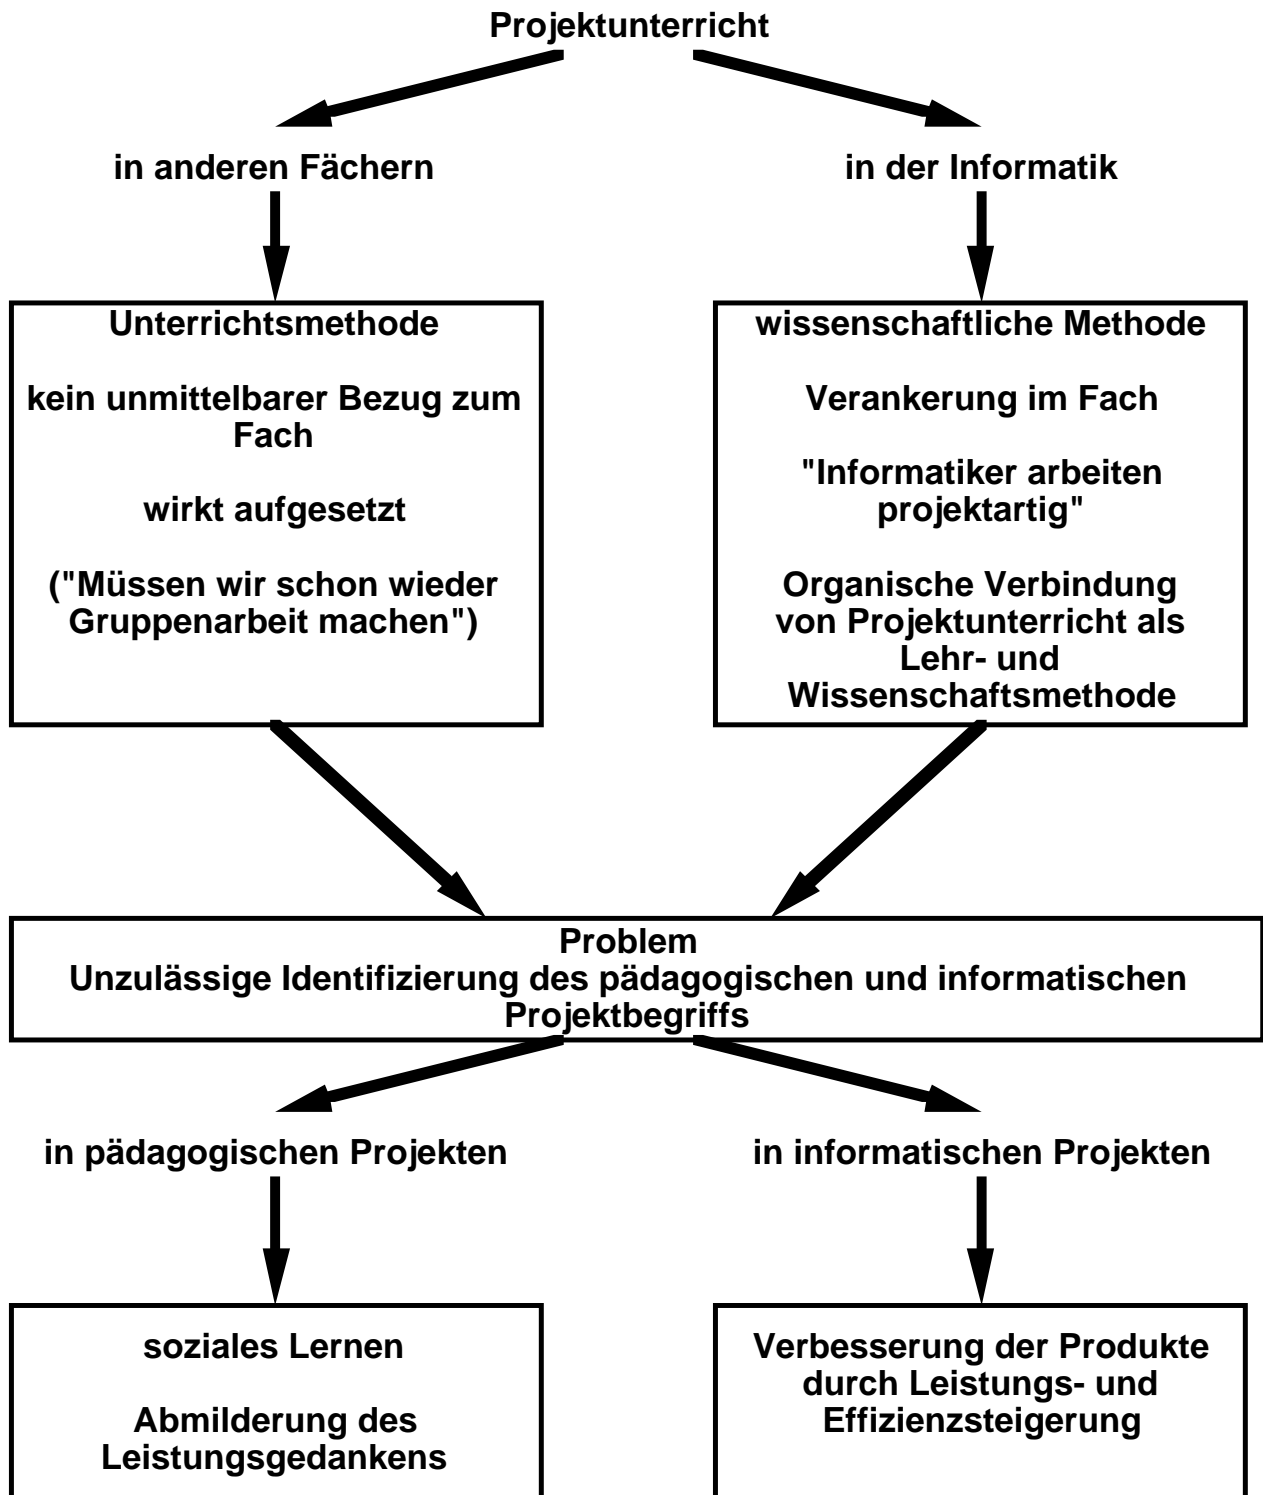 Projektunterricht
in anderen Fächern
in der Informatik
Unterrichtsmethode
kein unmittelbarer Bezug zum
Fach
wirkt aufgesetzt
("Müssen wir schon wieder
Gruppenarbeit machen")
wissenschaftliche Methode
Verankerung im Fach
"Informatiker arbeiten
projektartig"
Organische Verbindung
von Projektunterricht als
Lehr- und
Wissenschaftsmethode
Problem
Unzulässige Identifizierung des pädagogischen und informatischen
Projektbegriffs
in pädagogischen Projekten
in informatischen Projekten
soziales Lernen
Abmilderung des
Leistungsgedankens
Verbesserung der Produkte
durch Leistungs- und
Effizienzsteigerung